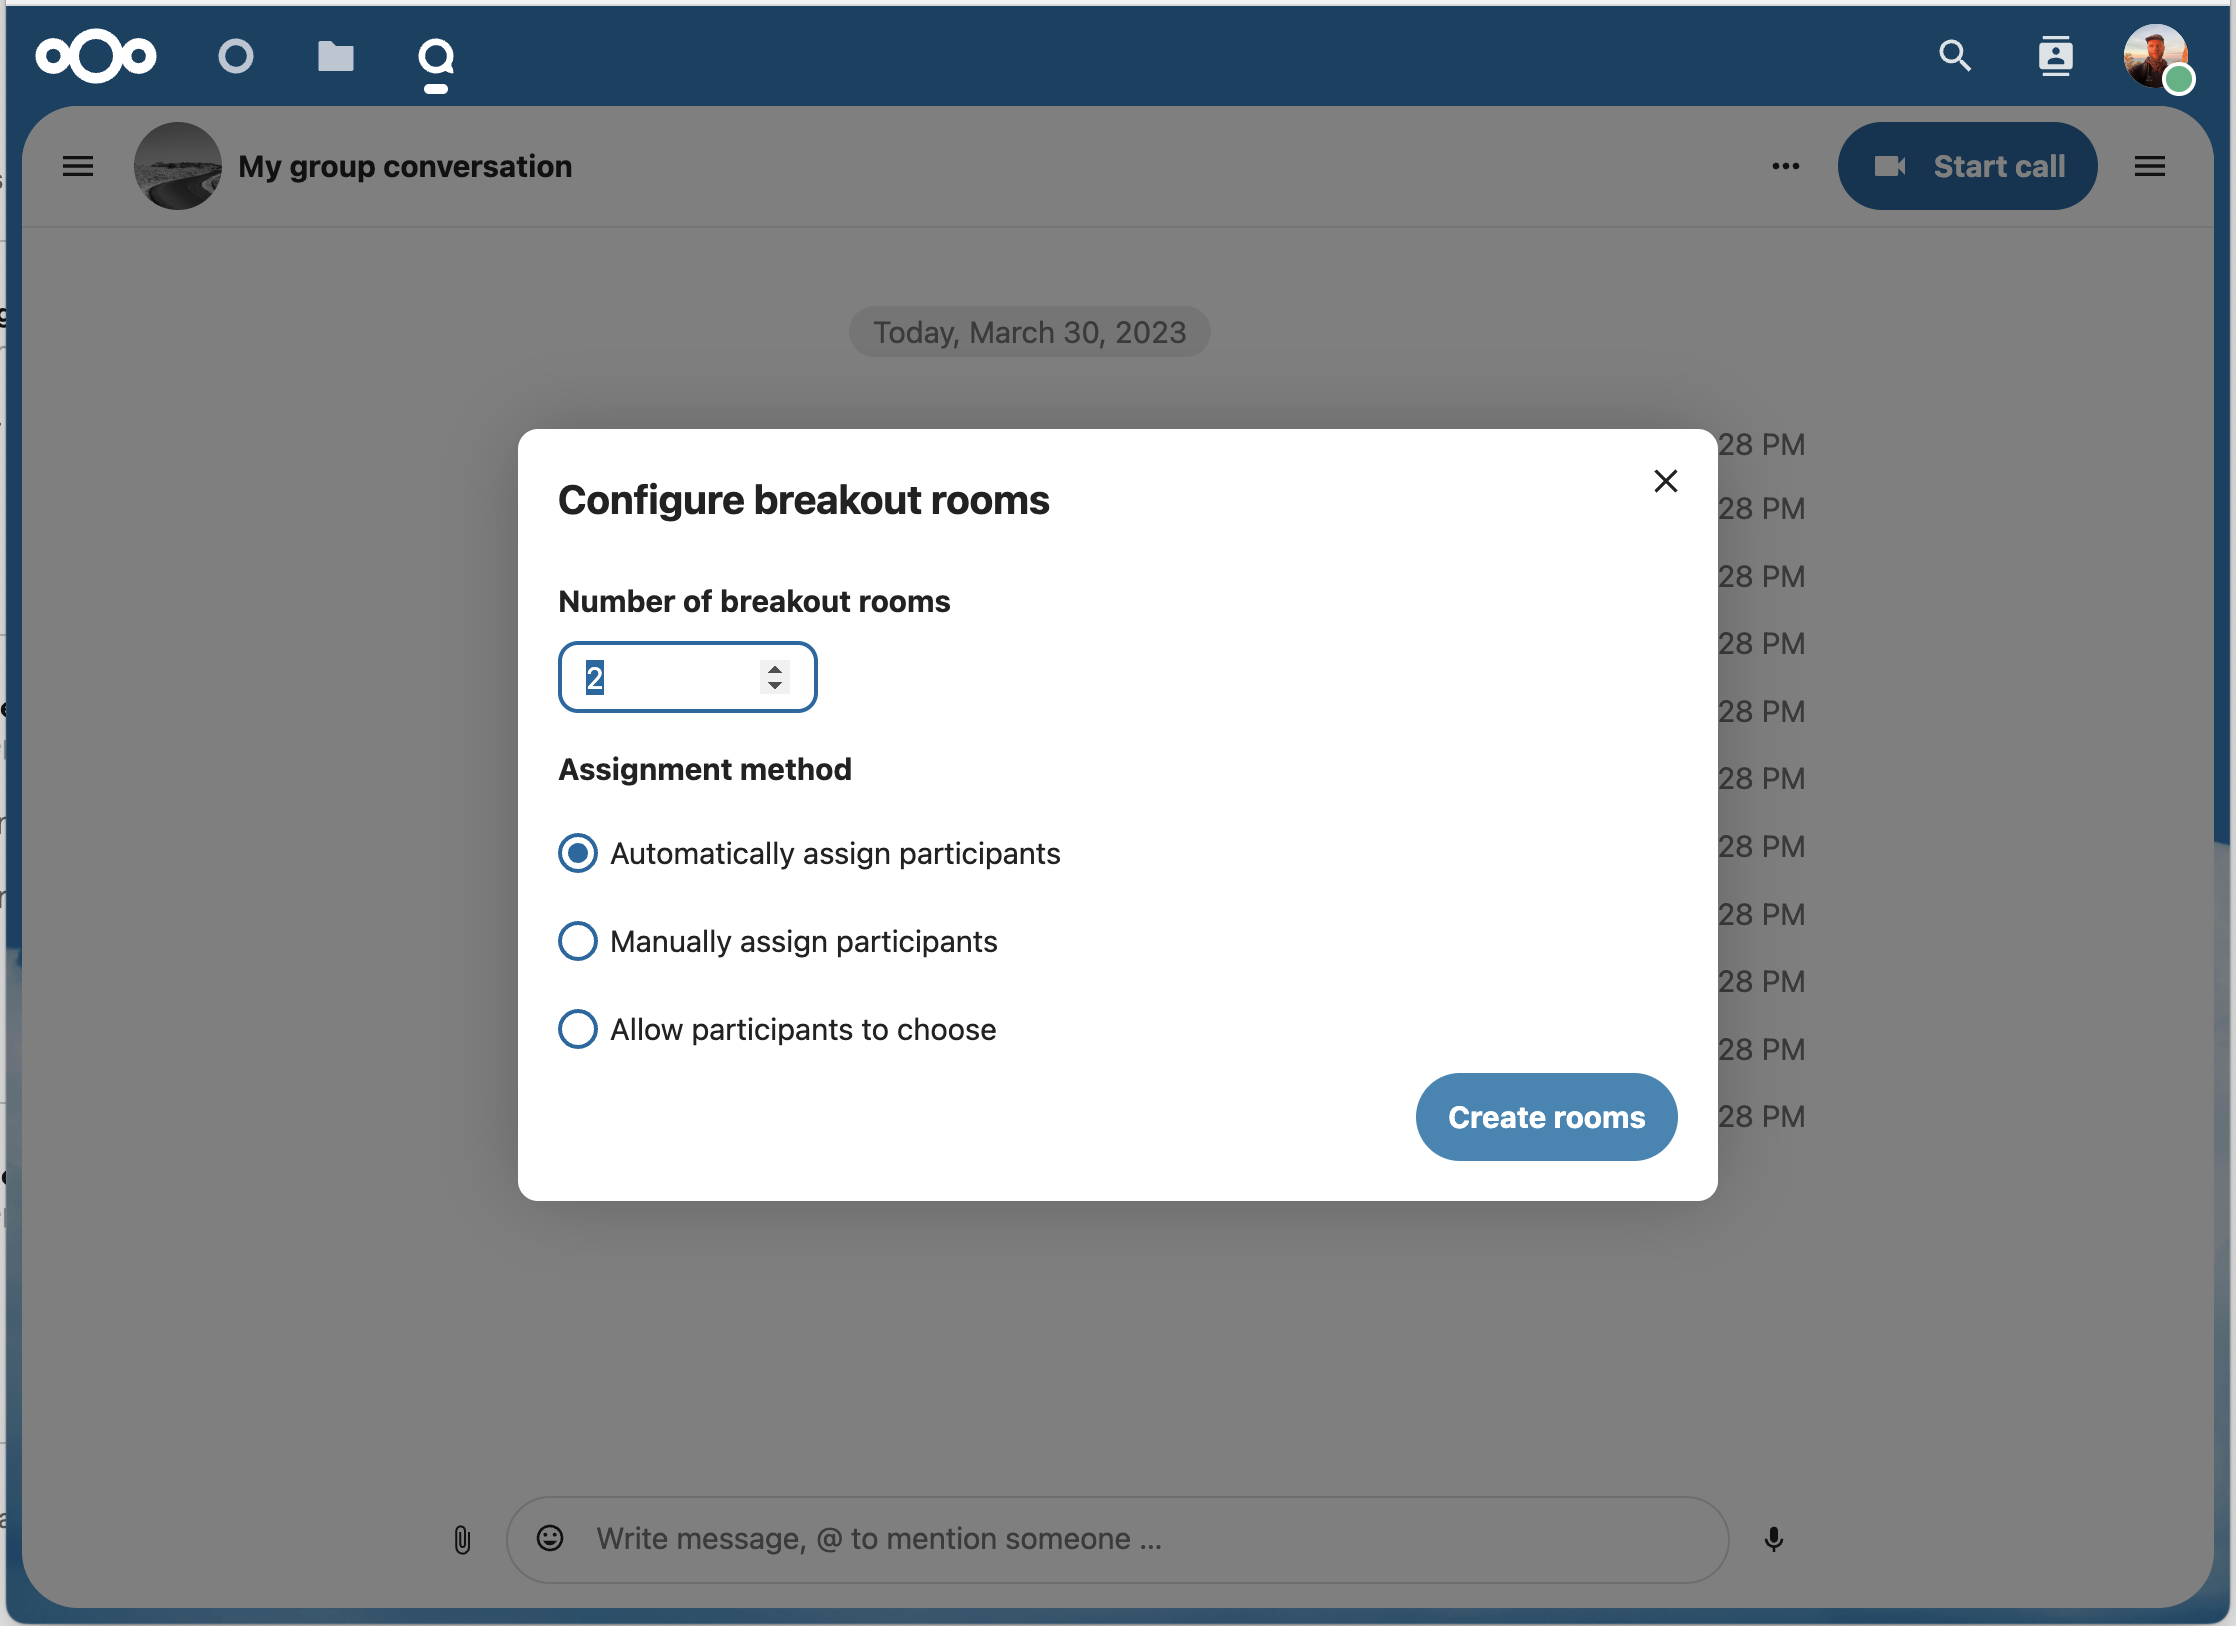 My group conversation
Start call
Today, March 30, 2023
28 PM
28 PM
28 PM
28 PM
28 PM
28 PM
28 PM
28 PM
28 PM
28 PM
28 PM
Configure breakout rooms
Number of breakout rooms
2
Assignment method
Automatically assign participants
Manually assign participants
Allow participants to choose
Create rooms
Write message, @ to mention someone ...